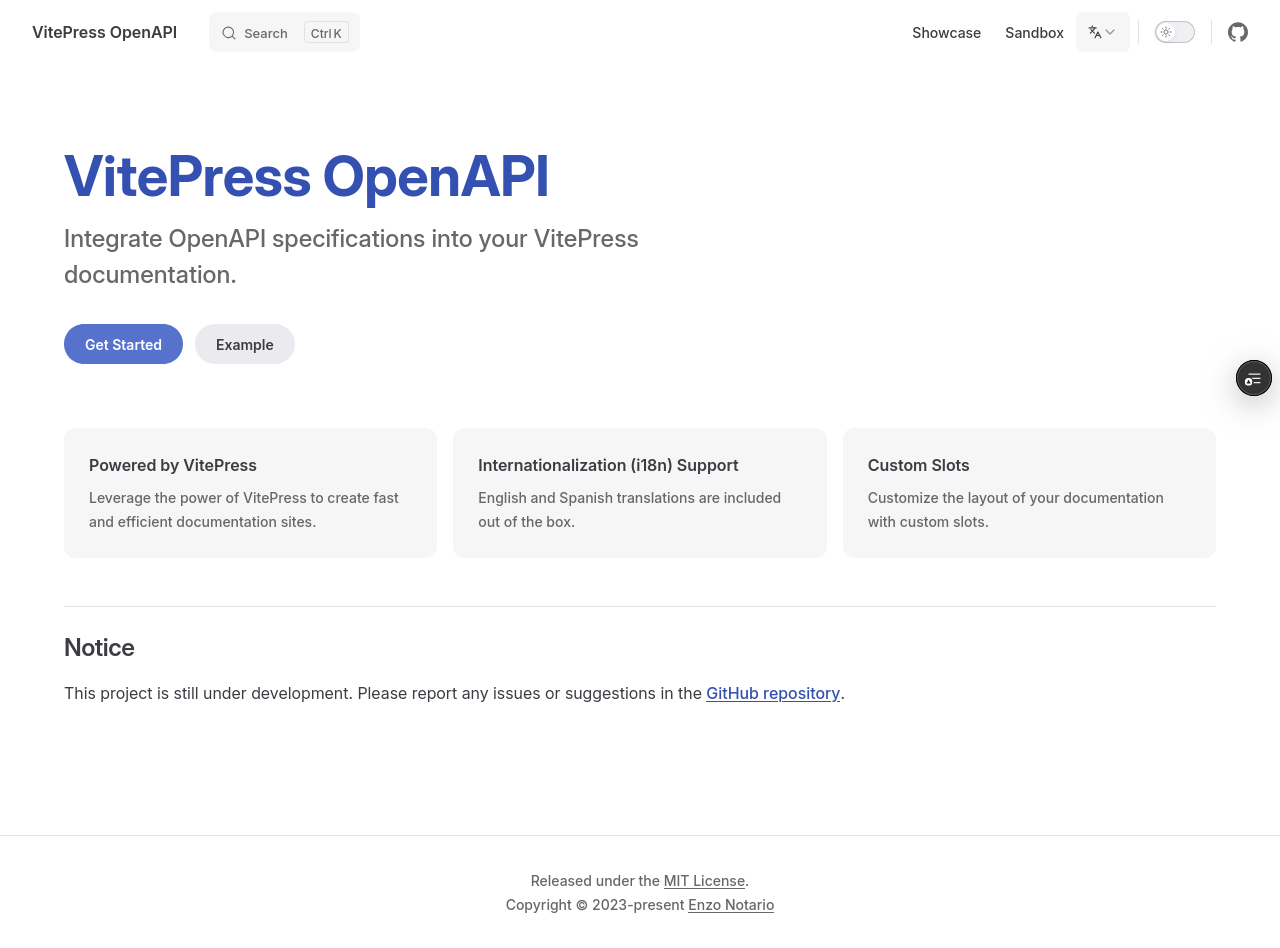 VitePress OpenAPI
Search Ctrl K
Showcase
Sandbox
VitePress OpenAPI
Integrate OpenAPI specifications into your VitePress
documentation.
Get Started
Example
Powered by VitePress
Leverage the power of VitePress to create fast
and efficient documentation sites.
Internationalization (i18n) Support
English and Spanish translations are included
out of the box.
Custom Slots
Customize the layout of your documentation
with custom slots.
Notice
This project is still under development. Please report any issues or suggestions in the GitHub repository.
Released under the MIT License.
Copyright © 2023-present Enzo Notario